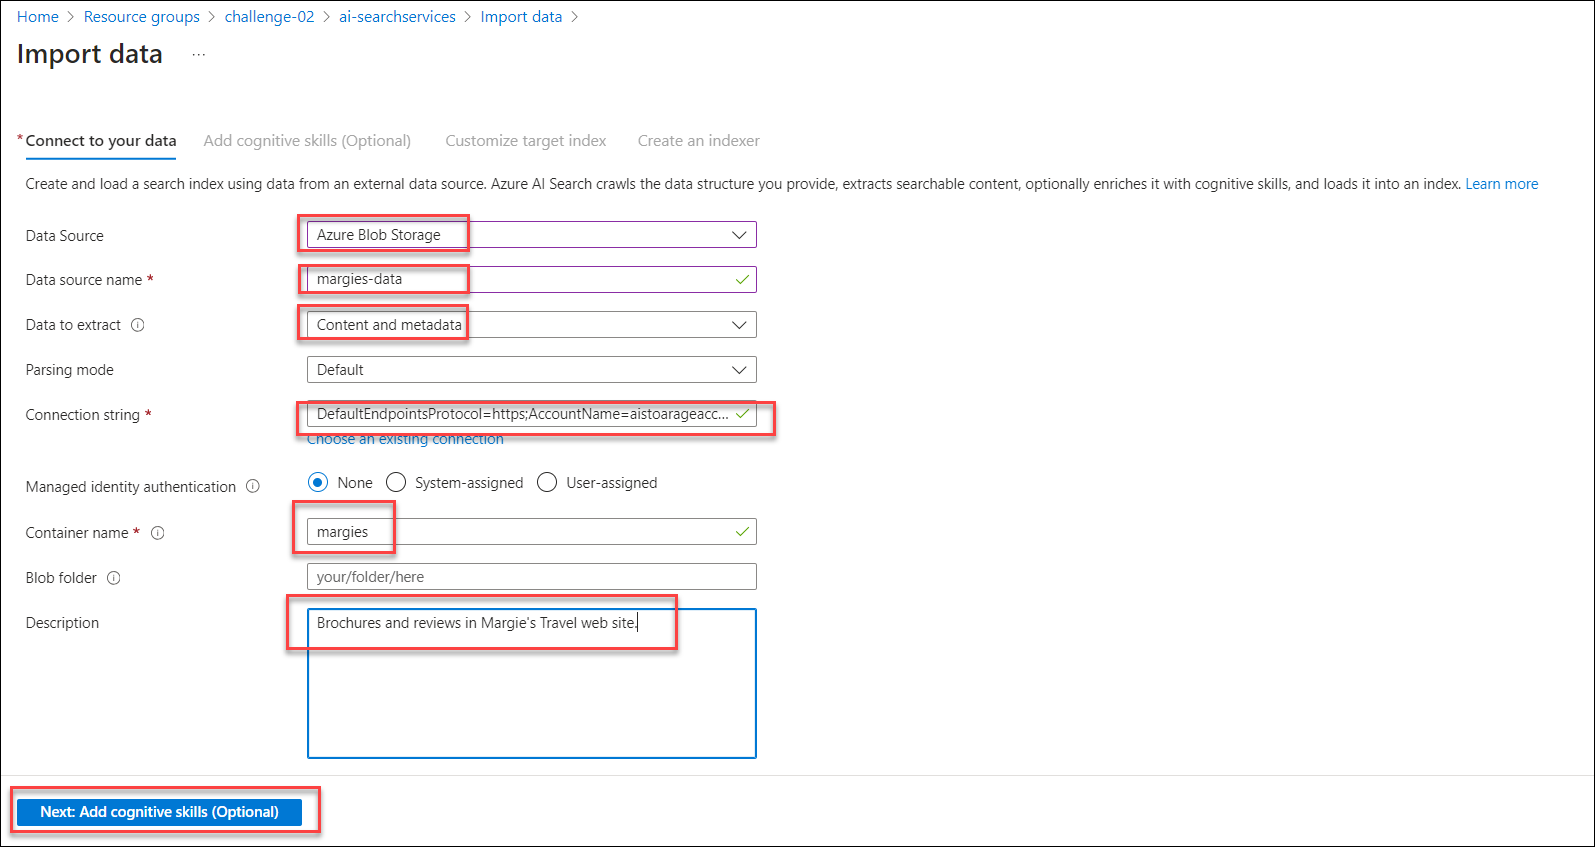 Home > Resource groups > challenge-02 > ai-searchservices > Import data >
Import data ...
* Connect to your data Add cognitive skills (Optional) Customize target index Create an indexer
Create and load a search index using data from an external data source. Azure AI Search crawls the data structure you provide, extracts searchable content, optionally enriches it with cognitive skills, and loads it into an index. Learn more
Data Source Azure Blob Storage
Data source name * margies-data
Data to extract Content and metadata
Parsing mode Default
Connection string * DefaultEndpointsProtocol=https;AccountName=aistoarageacc...
Choose an existing connection
Managed identity authentication None System-assigned User-assigned
Container name * margies
Blob folder your/folder/here
Description Brochures and reviews in Margie's Travel web site.
Next: Add cognitive skills (Optional)